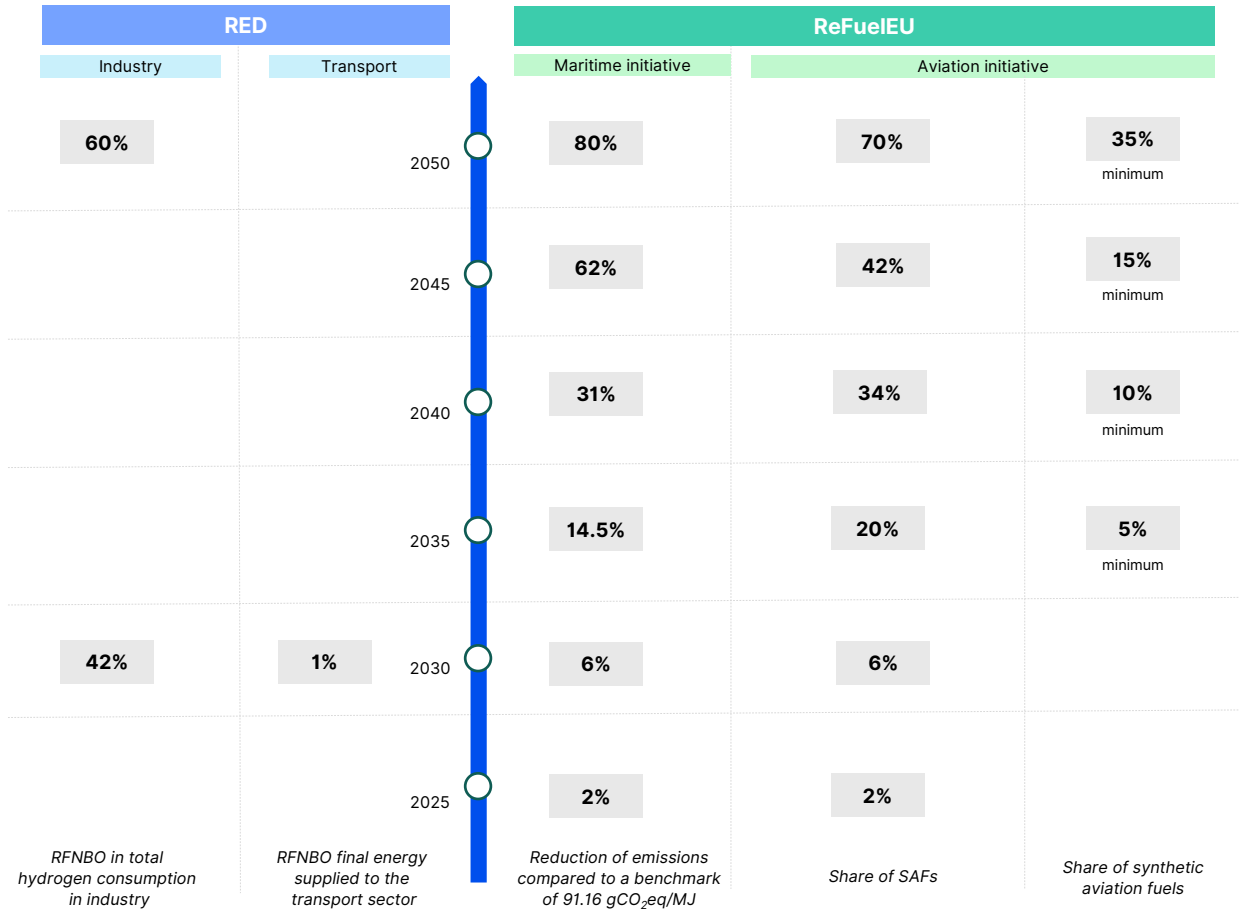 RED
ReFuelEU
Industry
Transport
Maritime initiative
Aviation initiative
60%
2050
80%
70%
35%
minimum
2045
62%
42%
15%
minimum
2040
31%
34%
10%
minimum
2035
14.5%
20%
5%
minimum
42%
1%
2030
6%
6%
2025
2%
2%
RFNBO in total
hydrogen consumption
in industry
RFNBO final energy
supplied to the
transport sector
Reduction of emissions
compared to a benchmark
of 91.16 gCO₂eq/MJ
Share of SAFs
Share of synthetic
aviation fuels